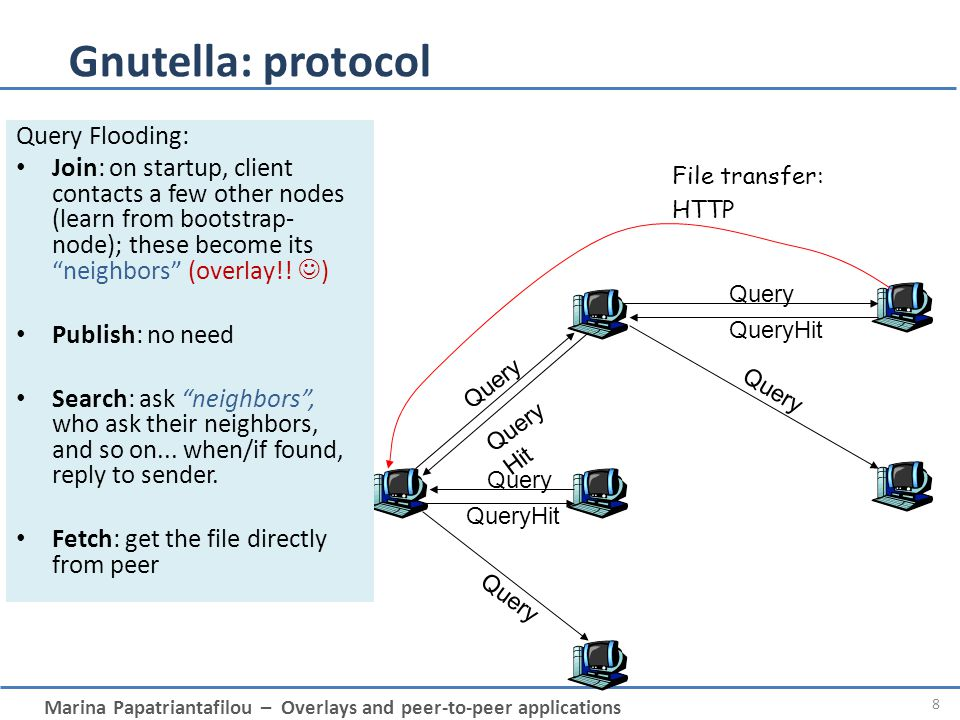 Gnutella: protocol
Query Flooding:
• Join: on startup, client
contacts a few other nodes
(learn from bootstrap-
node); these become its
“neighbors” (overlay!! ☺)
• Publish: no need
• Search: ask “neighbors”,
who ask their neighbors,
and so on... when/if found,
reply to sender.
• Fetch: get the file directly
from peer
File transfer:
HTTP
Query
QueryHit
Query
Query
Query
Hit
Query
QueryHit
Query
Marina Papatriantafilou – Overlays and peer-to-peer applications
8